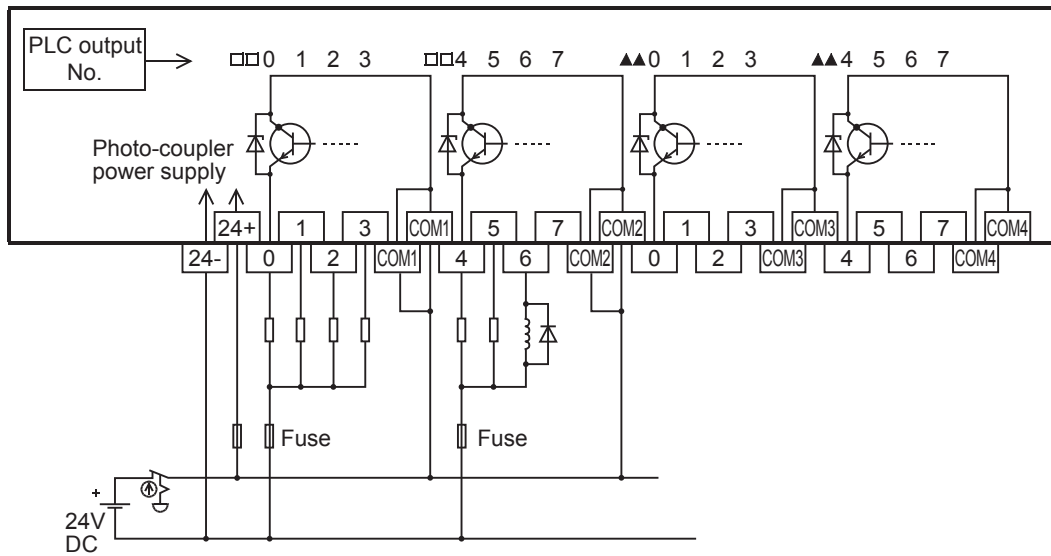 PLC output
No.
□□0 1 2 3 □□4 5 6 7 ▲▲0 1 2 3 ▲▲4 5 6 7
Photo-coupler
power supply
24+ 1 3 COM1 5 7 COM2 1 3 COM3 5 7 COM4
24- 0 2 COM1 4 6 COM2 0 2 COM3 4 6 COM4
Fuse Fuse
+
24V
DC